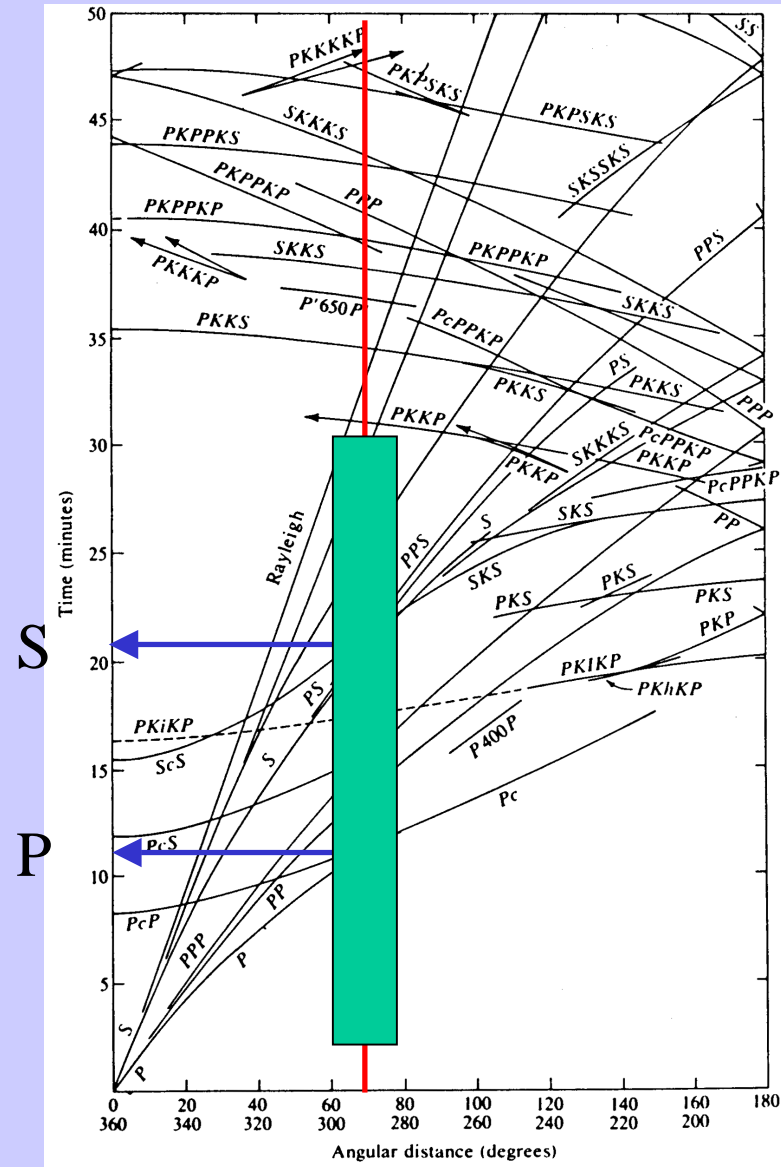 50
SS
PKKKKP
PKPSKS
45
SKKKS
PKPSKS
PKPPKS
SKSSKS
PKPPKP
PPP
40
PKPPKP
PPS
SKKS
PKPPKP
PKKKP
SKKS
P'650P
35
PKKS
PcPPKP
PS
PKKS
PKKS
PPP
PKKP
30
SKKKS
PcPPKP
PKKP
PKKP
PcPPKP
Time (minutes)
Rayleigh
PPS
S
SKS
PP
25
SKS
PKS
PKS
PKS
PKP
S
20
PS
PKIKP
PKhKP
PKiKP
P400P
ScS
S
15
Pc
PcS
P
10
PP
PcP
PPP
P
5
S
P
0
0 20 40 60 80 100 120 140 160 180
360 340 320 300 280 260 240 220 200
Angular distance (degrees)